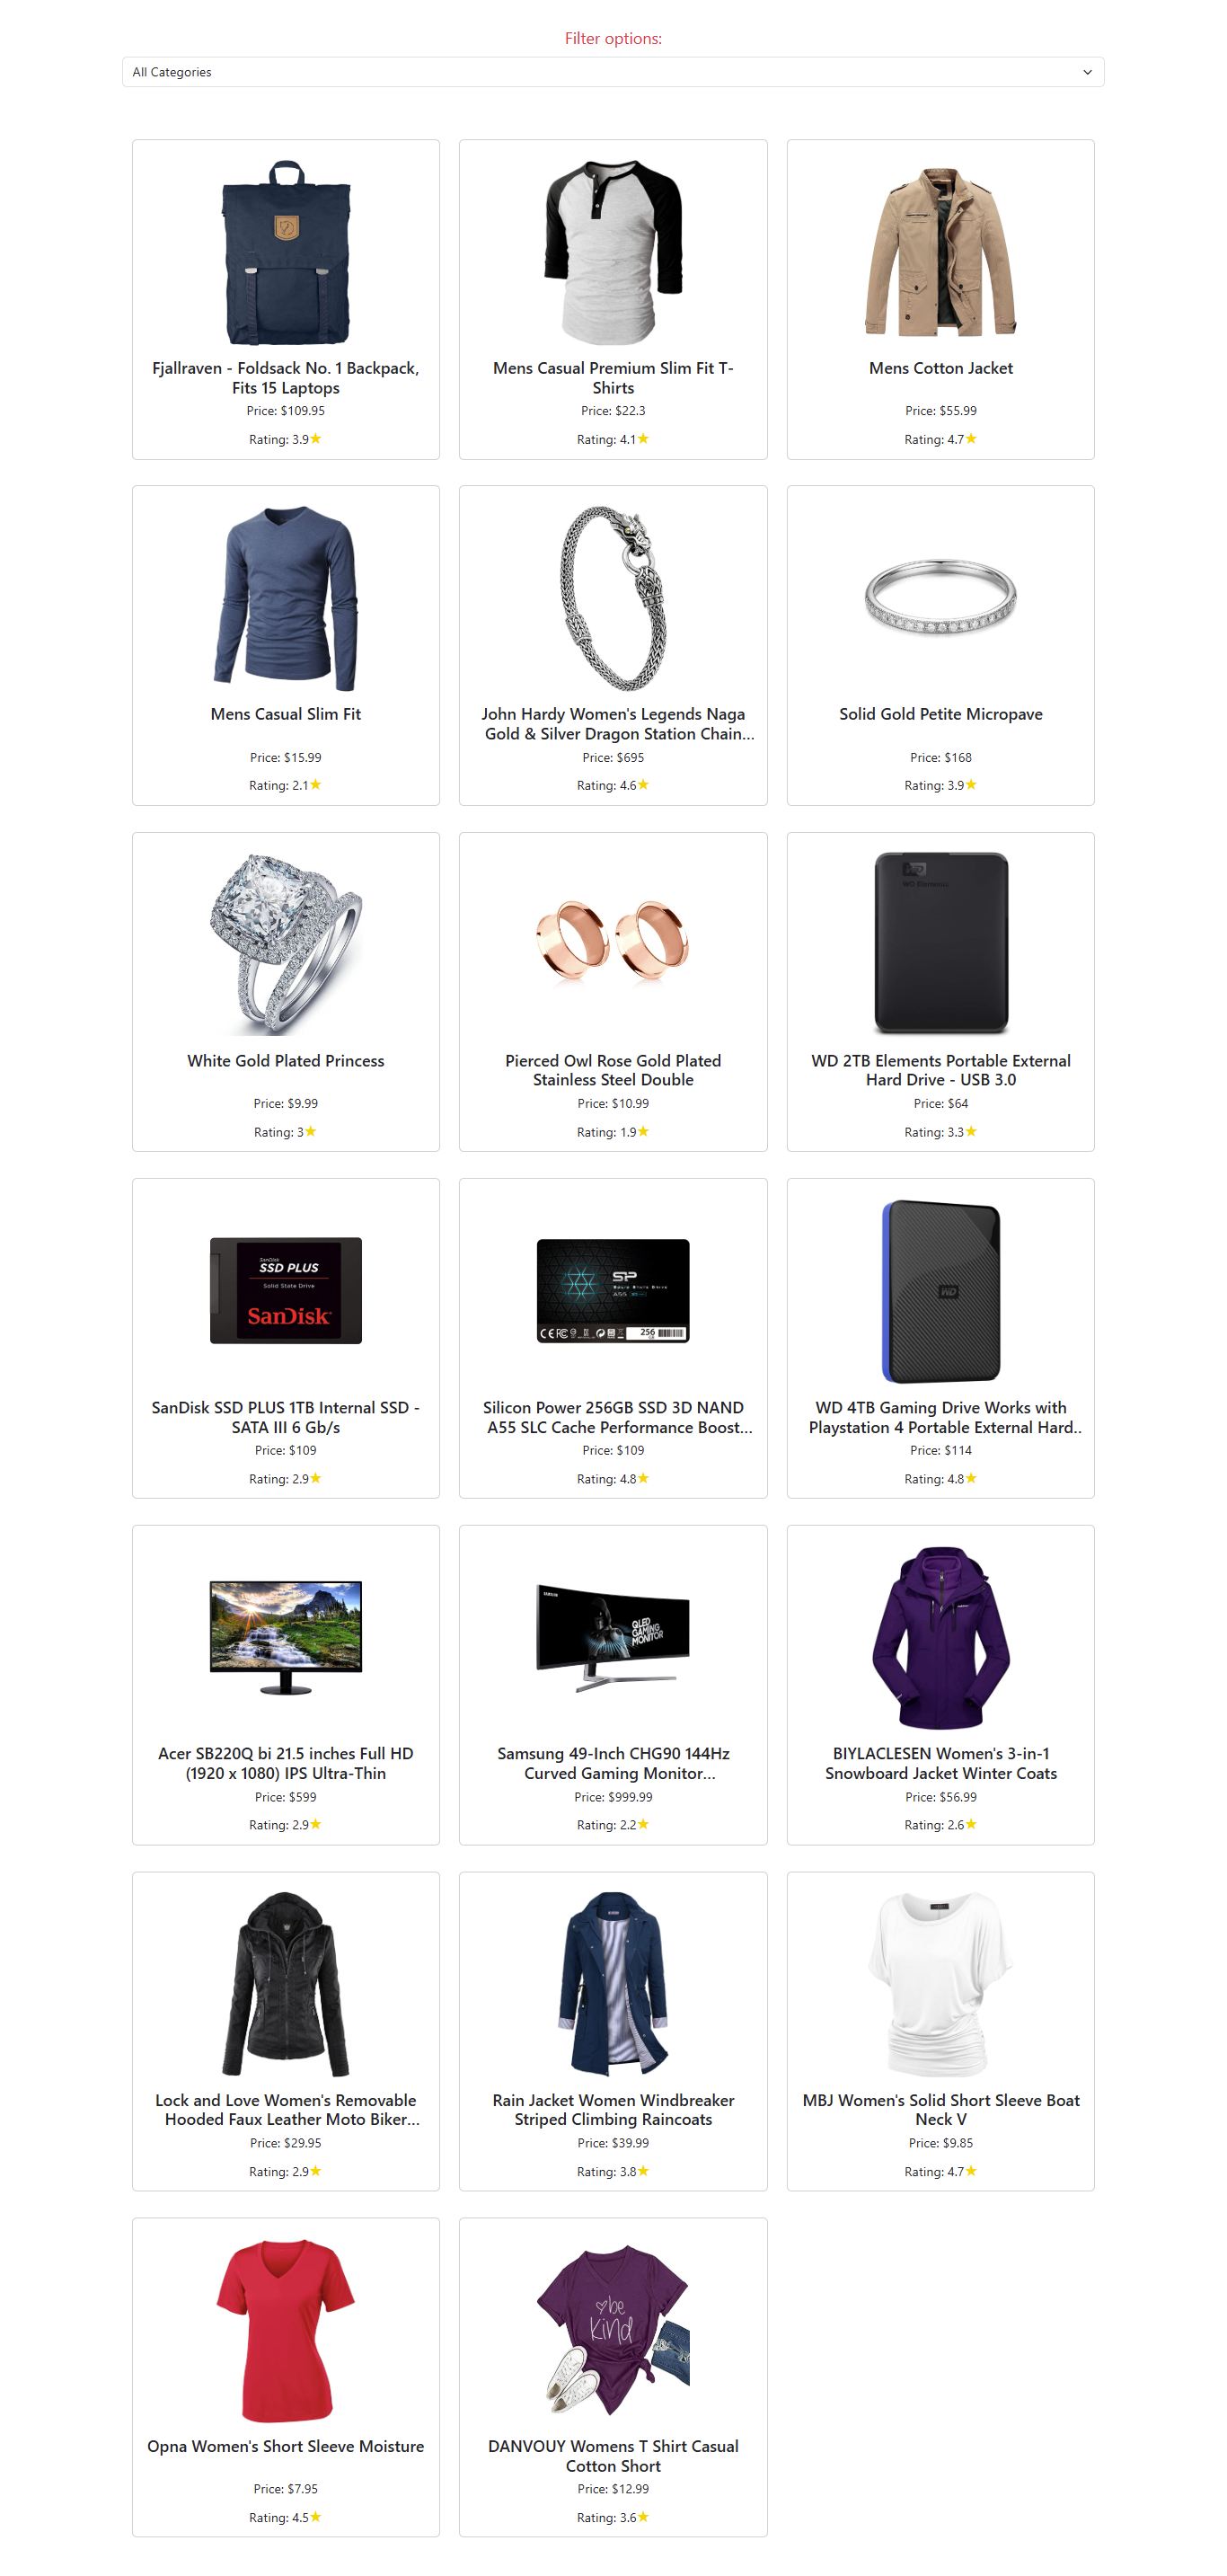 Filter options:
All Categories
Fjallraven - Foldsack No. 1 Backpack,
Fits 15 Laptops
Price: $109.95
Rating: 3.9★
Mens Casual Premium Slim Fit T-
Shirts
Price: $22.3
Rating: 4.1★
Mens Cotton Jacket
Price: $55.99
Rating: 4.7★
Mens Casual Slim Fit
Price: $15.99
Rating: 2.1★
John Hardy Women's Legends Naga
Gold & Silver Dragon Station Chain...
Price: $695
Rating: 4.6★
Solid Gold Petite Micropave
Price: $168
Rating: 3.9★
White Gold Plated Princess
Price: $9.99
Rating: 3★
Pierced Owl Rose Gold Plated
Stainless Steel Double
Price: $10.99
Rating: 1.9★
WD
WD Elements
WD 2TB Elements Portable External
Hard Drive - USB 3.0
Price: $64
Rating: 3.3★
SanDisk
SSD PLUS
Solid State Drive
SanDisk
SanDisk SSD PLUS 1TB Internal SSD -
SATA III 6 Gb/s
Price: $109
Rating: 2.9★
SP
A55
256
Silicon Power 256GB SSD 3D NAND
A55 SLC Cache Performance Boost...
Price: $109
Rating: 4.8★
WD
WD 4TB Gaming Drive Works with
Playstation 4 Portable External Hard..
Price: $114
Rating: 4.8★
Acer SB220Q bi 21.5 inches Full HD
(1920 x 1080) IPS Ultra-Thin
Price: $599
Rating: 2.9★
SAMSUNG
QLED
GAMING
MONITOR
Samsung 49-Inch CHG90 144Hz
Curved Gaming Monitor...
Price: $999.99
Rating: 2.2★
BIYLACLESEN Women's 3-in-1
Snowboard Jacket Winter Coats
Price: $56.99
Rating: 2.6★
Lock and Love Women's Removable
Hooded Faux Leather Moto Biker...
Price: $29.95
Rating: 2.9★
Rain Jacket Women Windbreaker
Striped Climbing Raincoats
Price: $39.99
Rating: 3.8★
MBJ Women's Solid Short Sleeve Boat
Neck V
Price: $9.85
Rating: 4.7★
Opna Women's Short Sleeve Moisture
Price: $7.95
Rating: 4.5★
be
kind
DANVOUY Womens T Shirt Casual
Cotton Short
Price: $12.99
Rating: 3.6★